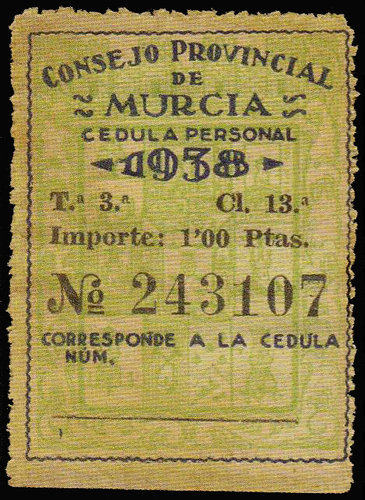 CONSEJO PROVINCIAL
DE
MURCIA
CEDULA PERSONAL
1938
T.ª 3.ª Cl. 13.ª
Importe: 1'00 Ptas.
Nº 243107
CORRESPONDE A LA CEDULA
NÚM.